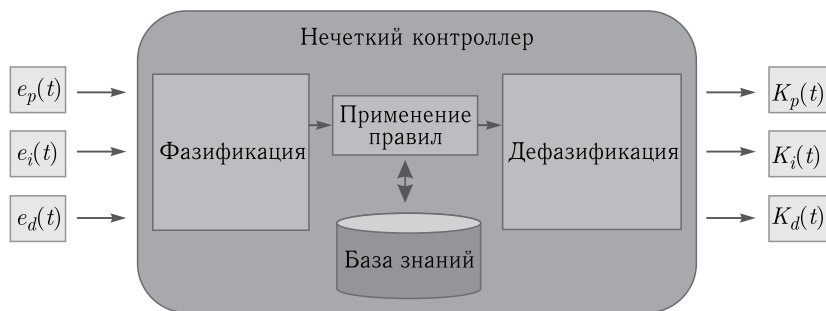 Нечеткий контроллер
e_p(t)
e_i(t)
e_d(t)
Фазификация
Применение
правил
База знаний
Дефазификация
K_p(t)
K_i(t)
K_d(t)